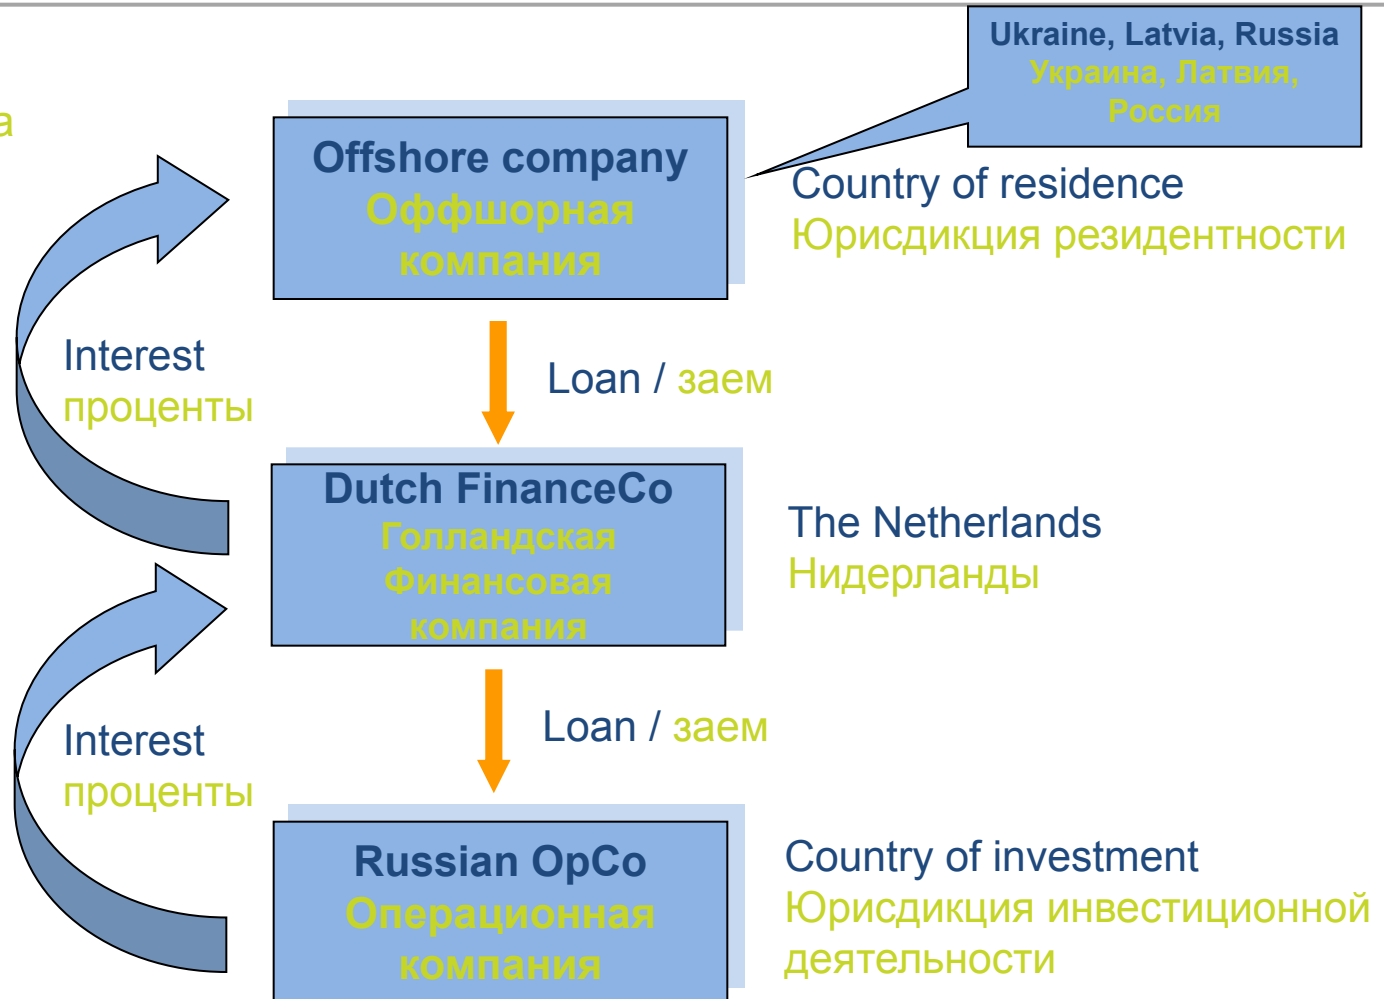 Ukraine, Latvia, Russia
Украина, Латвия,
Россия
а
Offshore company
Оффшорная
компания
Country of residence
Юрисдикция резидентности
Interest
проценты
Loan / заем
Dutch FinanceCo
Голландская
Финансовая
компания
The Netherlands
Нидерланды
Interest
проценты
Loan / заем
Russian OpCo
Операционная
компания
Country of investment
Юрисдикция инвестиционной
деятельности